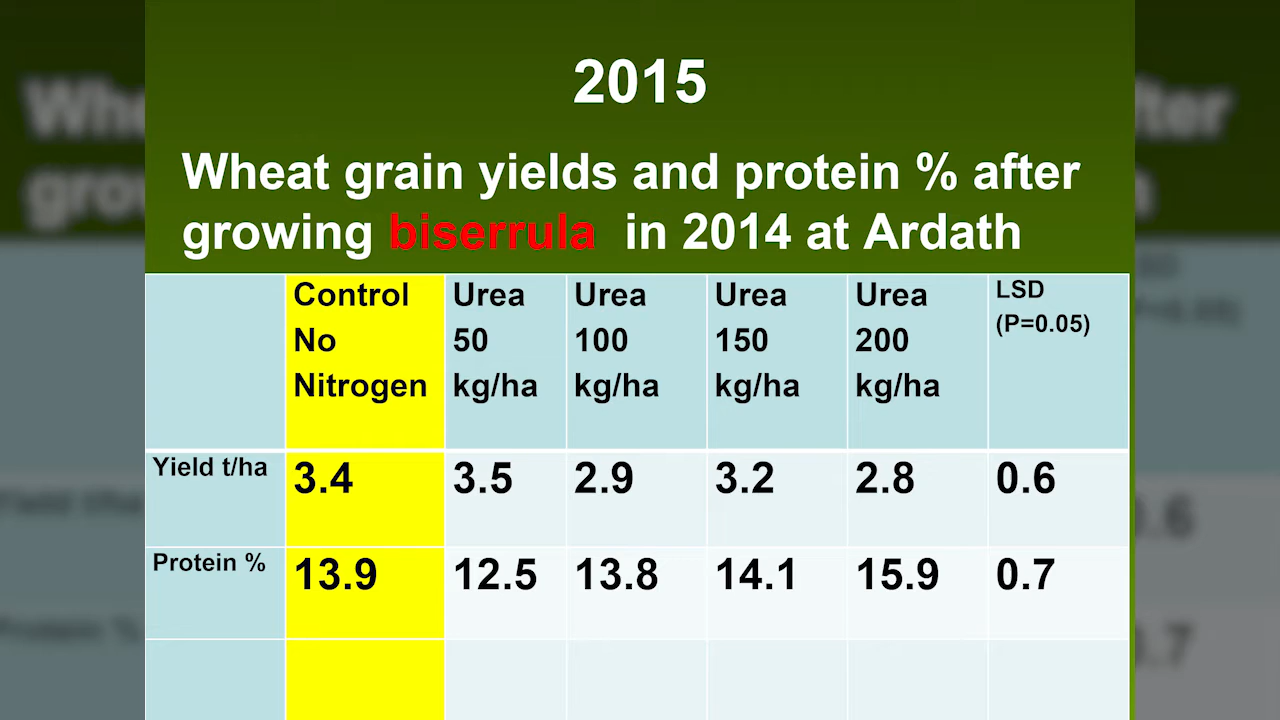 2015
Wheat grain yields and protein % after
growing biserrula in 2014 at Ardath
Control No Nitrogen Urea 50 kg/ha Urea 100 kg/ha Urea 150 kg/ha Urea 200 kg/ha LSD (P=0.05)
Yield t/ha 3.4 3.5 2.9 3.2 2.8 0.6
Protein % 13.9 12.5 13.8 14.1 15.9 0.7